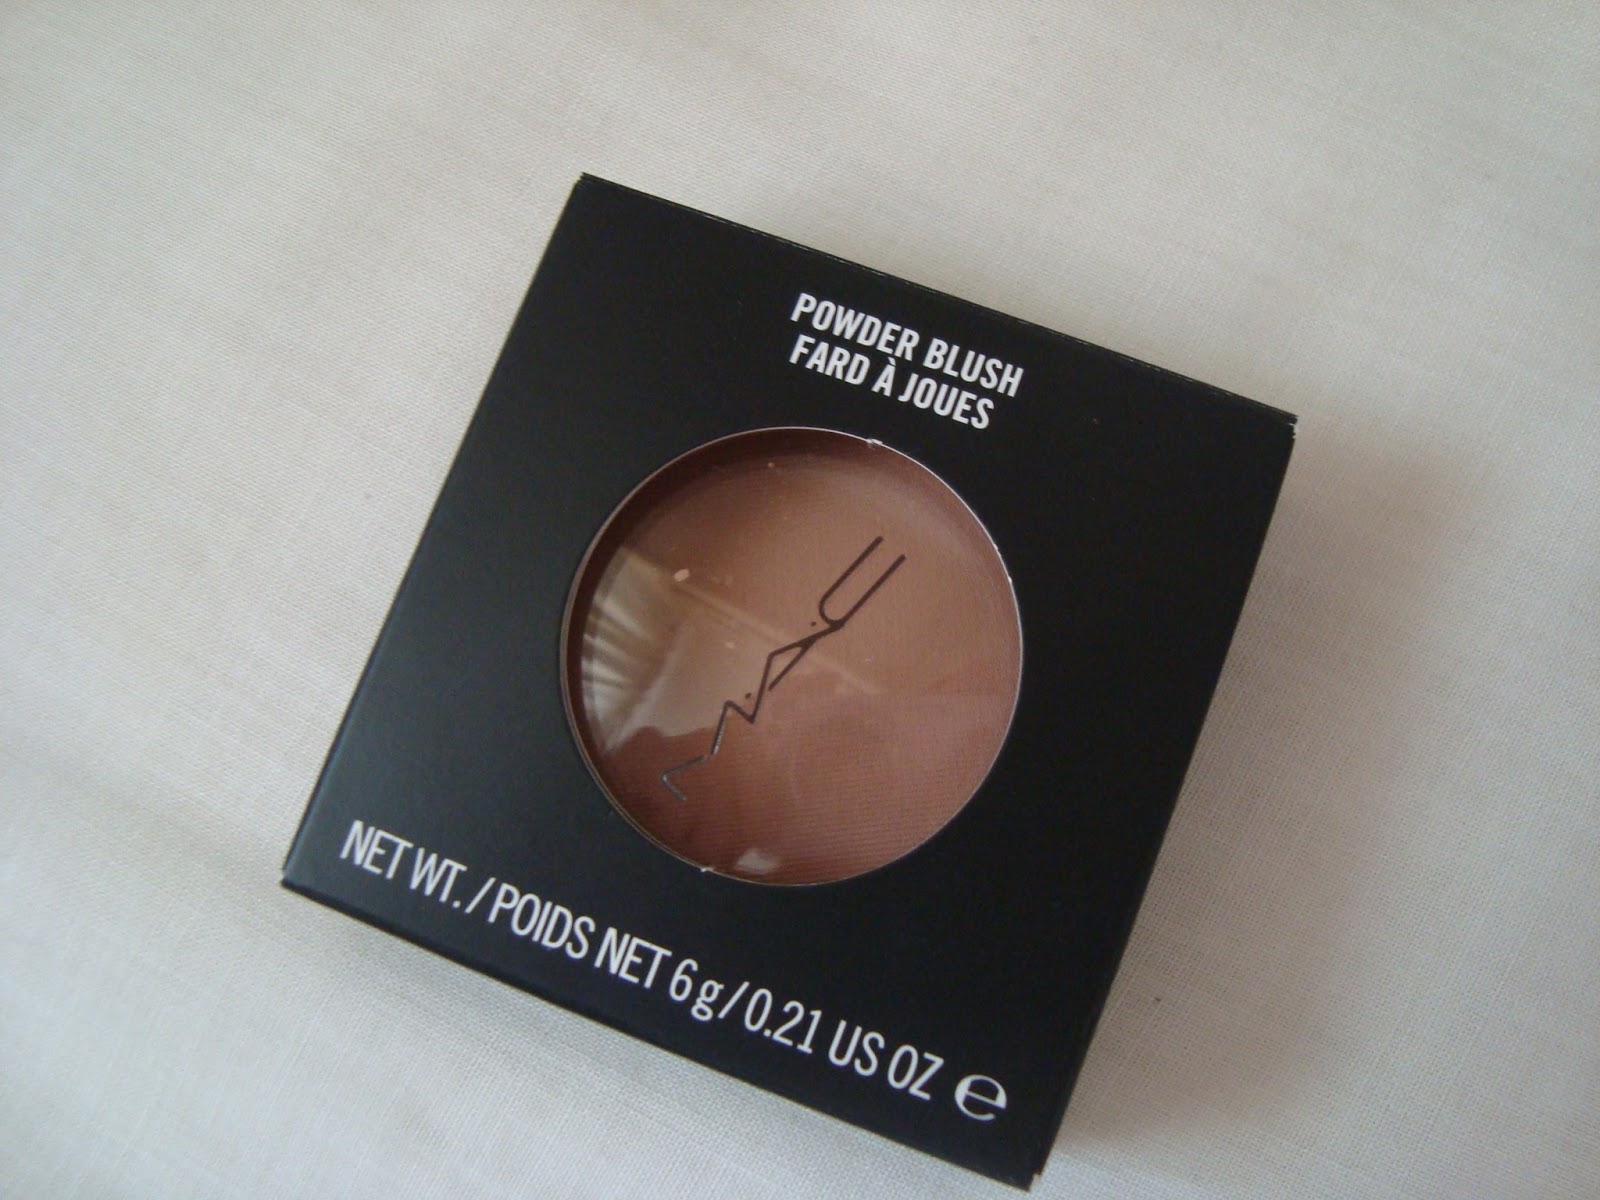 POWDER BLUSH
FARD À JOUES
M·A·C
NET WT. / POIDS NET 6 g / 0.21 US OZ e